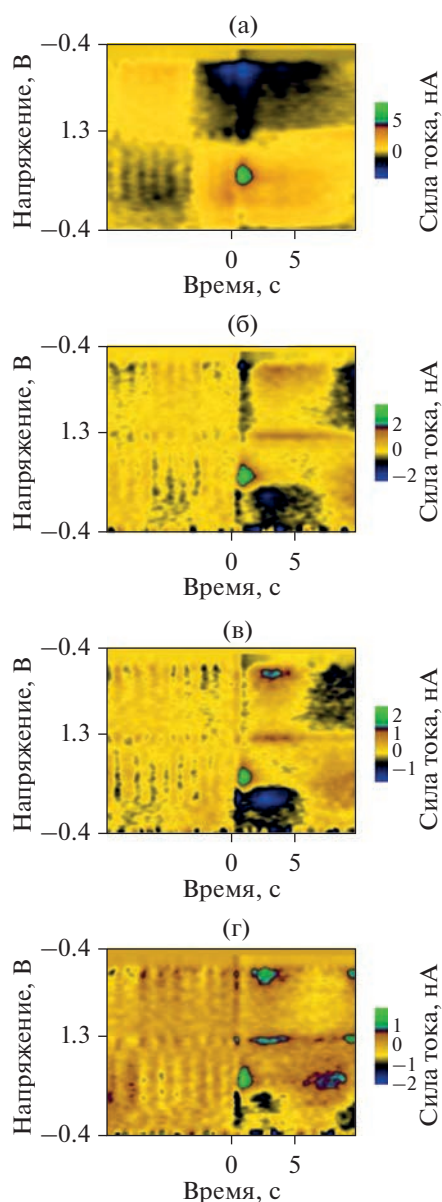 (а)
Напряжение, В
−0.4
1.3
−0.4
0 5
Время, с
5
0
Сила тока, нА
(б)
Напряжение, В
−0.4
1.3
−0.4
0 5
Время, с
2
0
−2
Сила тока, нА
(в)
Напряжение, В
−0.4
1.3
−0.4
0 5
Время, с
2
1
0
−1
Сила тока, нА
(г)
Напряжение, В
−0.4
1.3
−0.4
0 5
Время, с
1
0
−1
−2
Сила тока, нА